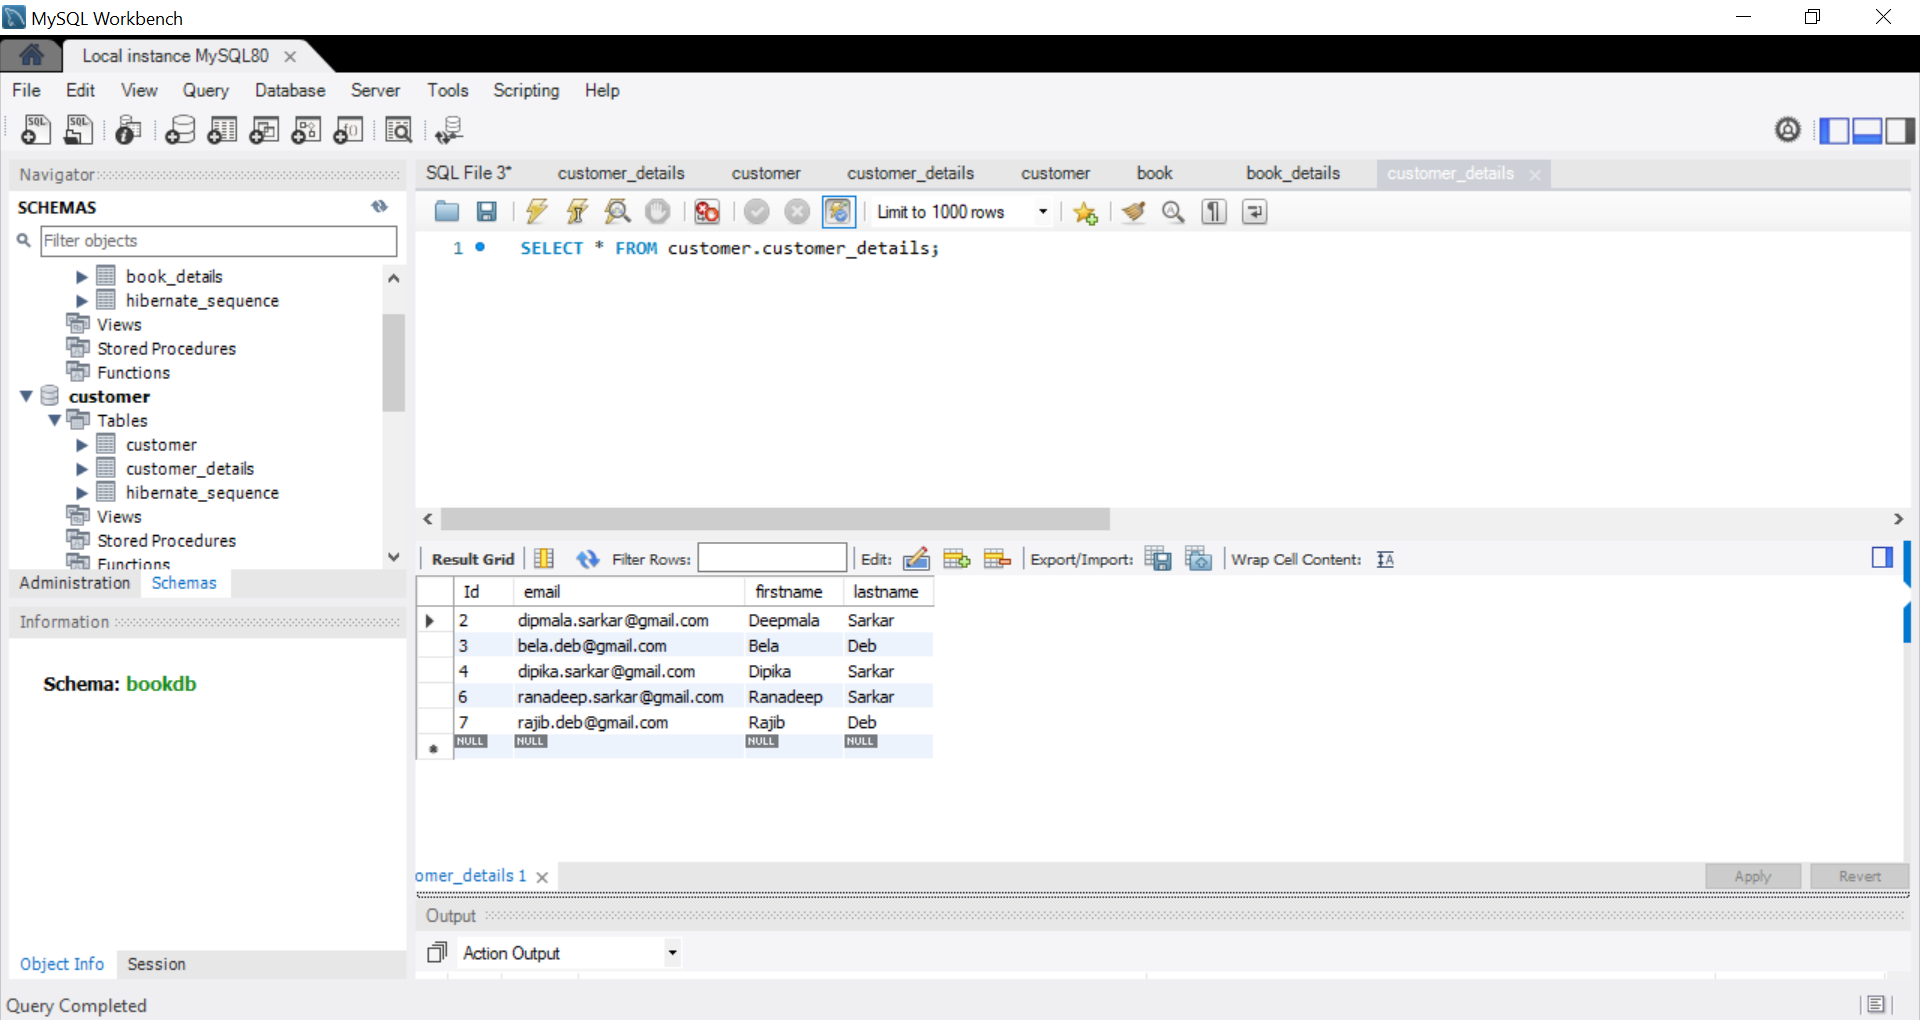 MySQL Workbench
Local instance MySQL80
File Edit View Query Database Server Tools Scripting Help
Navigator
SCHEMAS
Filter objects
book_details
hibernate_sequence
Views
Stored Procedures
Functions
customer
Tables
customer
customer_details
hibernate_sequence
Views
Stored Procedures
Functions
Administration Schemas
Information
Schema: bookdb
Object Info Session
SQL File 3* customer_details customer customer_details customer book book_details customer_details
Limit to 1000 rows
1 SELECT * FROM customer.customer_details;
Result Grid Filter Rows: Edit: Export/Import: Wrap Cell Content:
Id email firstname lastname
2 dipmala.sarkar@gmail.com Deepmala Sarkar
3 bela.deb@gmail.com Bela Deb
4 dipika.sarkar@gmail.com Dipika Sarkar
6 ranadeep.sarkar@gmail.com Ranadeep Sarkar
7 rajib.deb@gmail.com Rajib Deb
NULL NULL NULL NULL
omer_details 1
Apply Revert
Output
Action Output
Query Completed